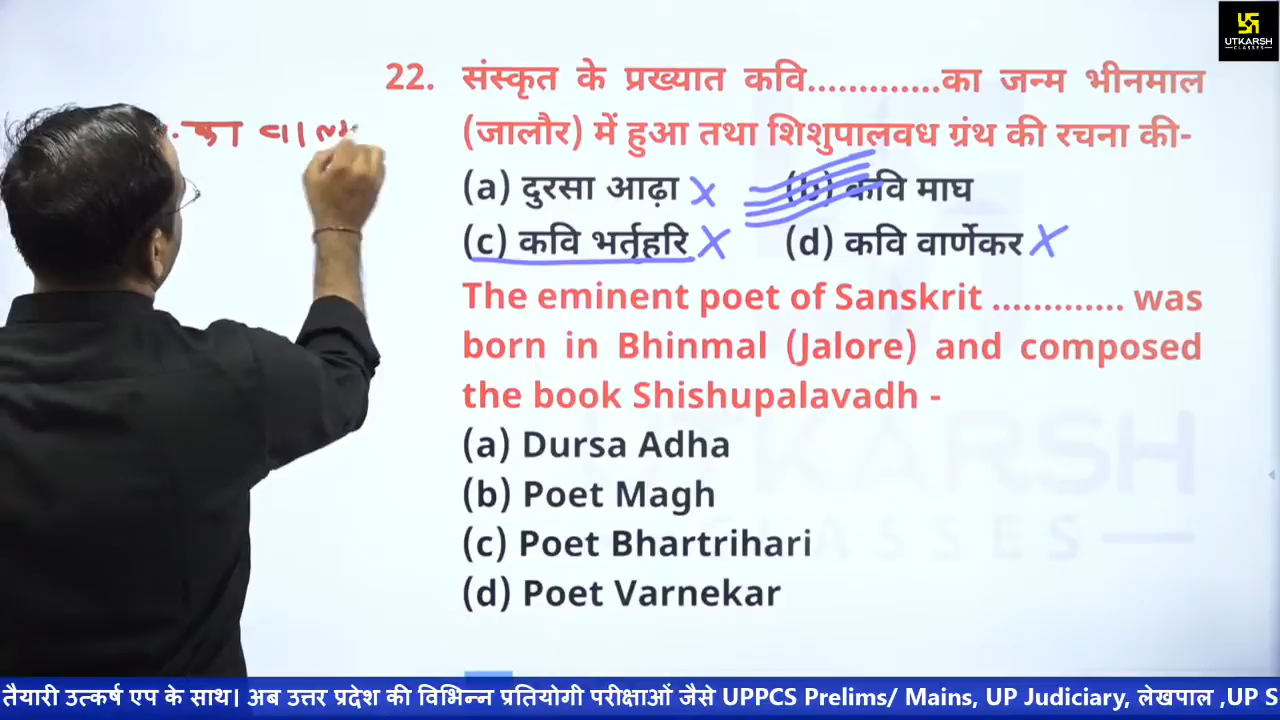 UTKARSH
CLASSES
22. संस्कृत के प्रख्यात कवि.............का जन्म भीनमाल
(जालौर) में हुआ तथा शिशुपालवध ग्रंथ की रचना की-
(a) दुरसा आढ़ा (b) कवि माघ
(c) कवि भर्तृहरि (d) कवि वार्णेकर
The eminent poet of Sanskrit ............. was
born in Bhinmal (Jalore) and composed
the book Shishupalavadh -
(a) Dursa Adha
(b) Poet Magh
(c) Poet Bhartrihari
(d) Poet Varnekar
तैयारी उत्कर्ष एप के साथ। अब उत्तर प्रदेश की विभिन्न प्रतियोगी परीक्षाओं जैसे UPPCS Prelims/ Mains, UP Judiciary, लेखपाल ,UP S